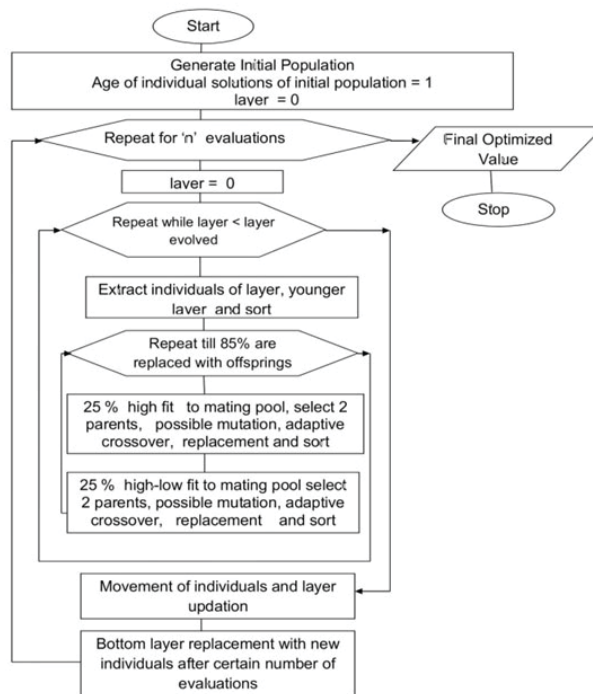 Start
Generate Initial Population
Age of individual solutions of initial population = 1
layer = 0
Repeat for 'n' evaluations
Final Optimized
Value
layer = 0
Stop
Repeat while layer < layer
evolved
Extract individuals of layer, younger
layer and sort
Repeat till 85% are
replaced with offsprings
25 % high fit to mating pool, select 2
parents, possible mutation, adaptive
crossover, replacement and sort
25 % high-low fit to mating pool select
2 parents, possible mutation, adaptive
crossover, replacement and sort
Movement of individuals and layer
updation
Bottom layer replacement with new
individuals after certain number of
evaluations